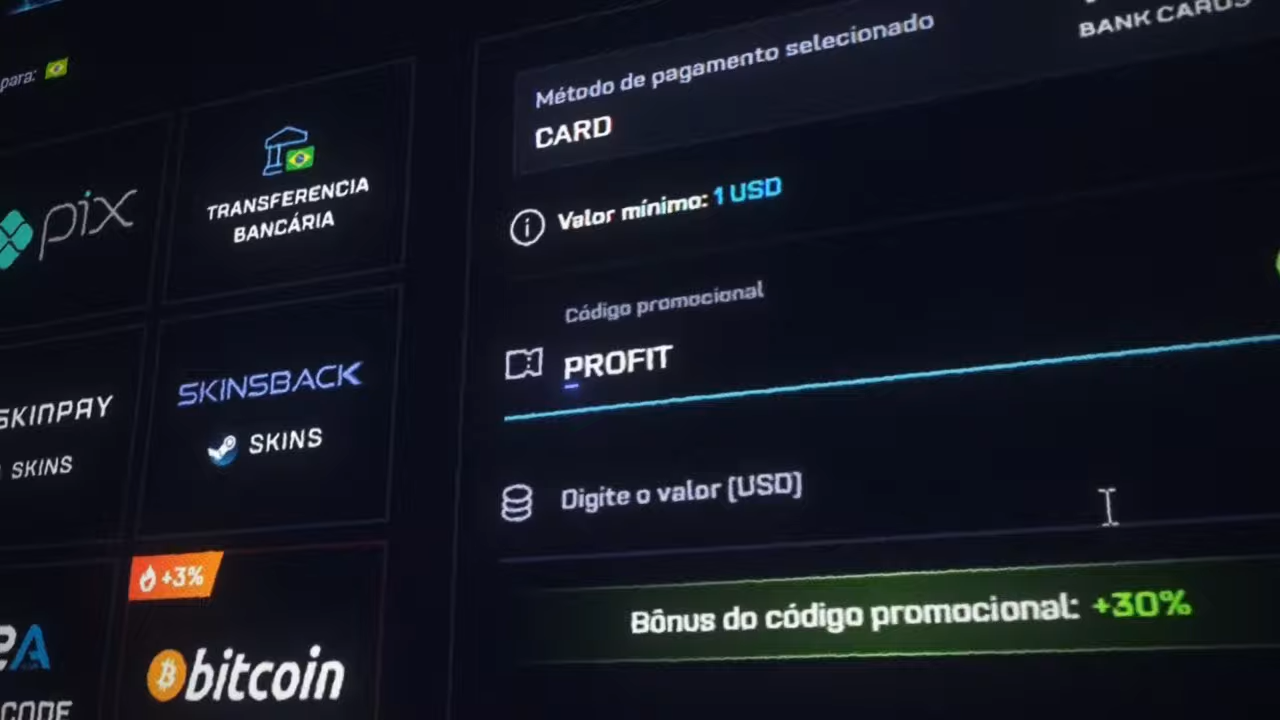 para:
pix
TRANSFERENCIA
BANCÁRIA
SKINPAY
SKINS
SKINSBACK
SKINS
+3%
bitcoin
CODE
Método de pagamento selecionado
CARD
BANK CARDS
Valor mínimo: 1 USD
Código promocional
PROFIT
Digite o valor (USD)
Bônus do código promocional: +30%